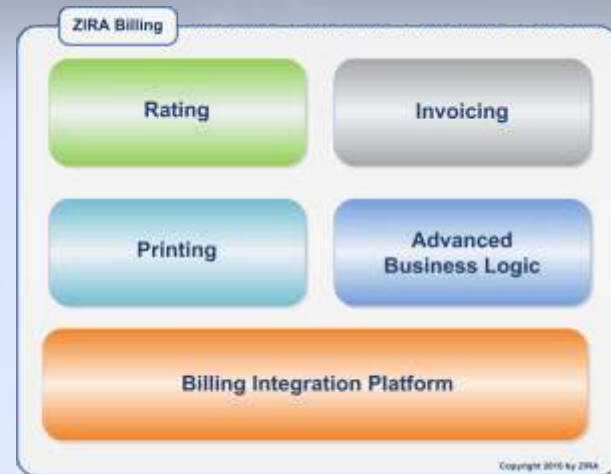 ZIRA Billing
Rating
Invoicing
Printing
Advanced
Business Logic
Billing Integration Platform
Copyright 2010 by ZIRA